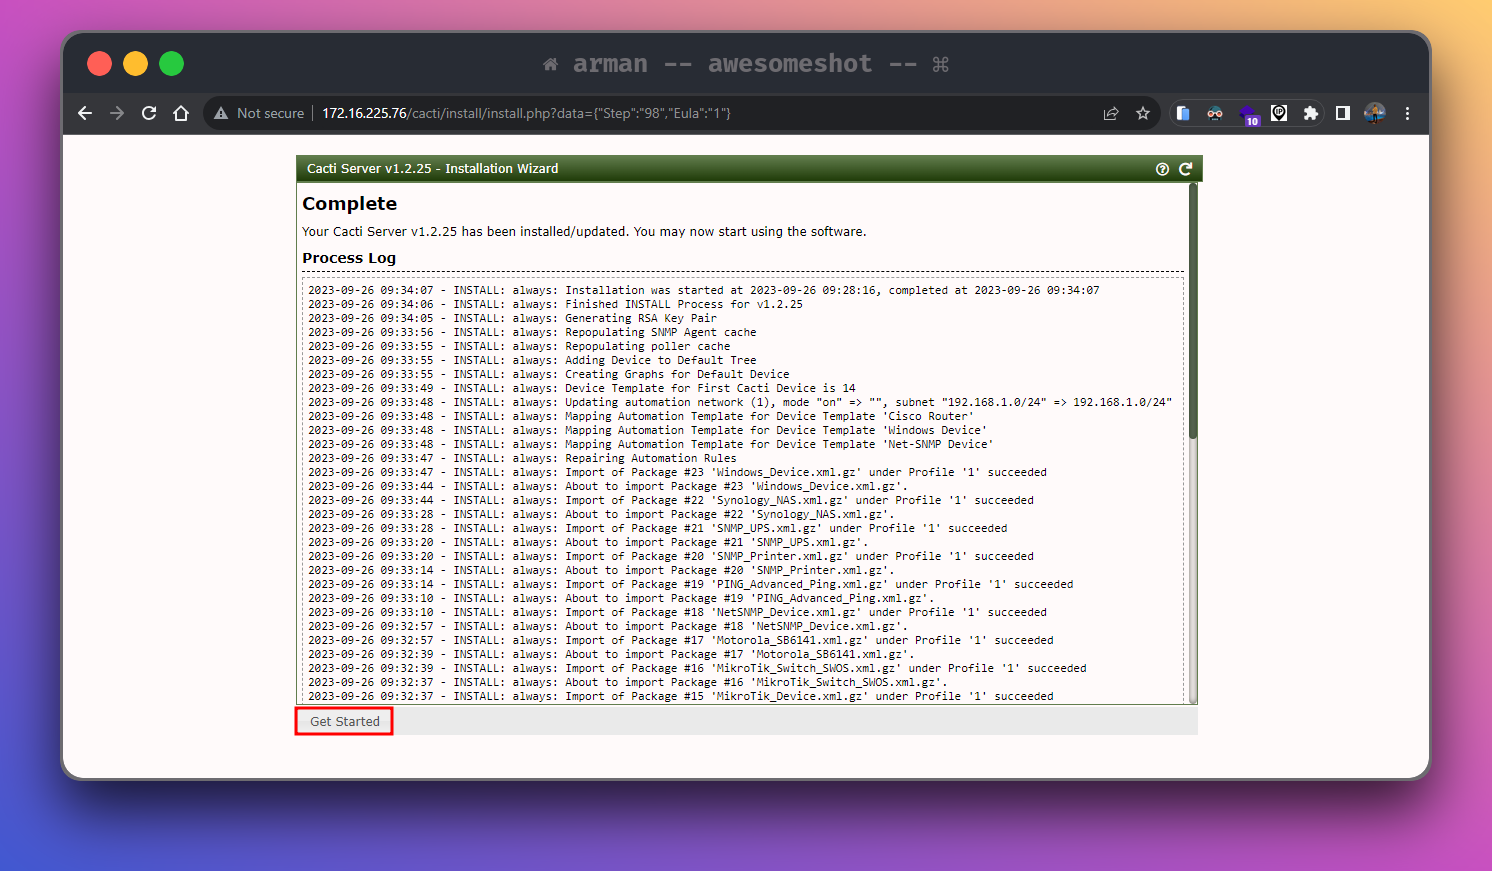 arman -- awesomeshot -- ⌘
Not secure | 172.16.225.76/cacti/install/install.php?data={"Step":"98","Eula":"1"}
10
Cacti Server v1.2.25 - Installation Wizard
Complete
Your Cacti Server v1.2.25 has been installed/updated. You may now start using the software.
Process Log
2023-09-26 09:34:07 - INSTALL: always: Installation was started at 2023-09-26 09:28:16, completed at 2023-09-26 09:34:07
2023-09-26 09:34:06 - INSTALL: always: Finished INSTALL Process for v1.2.25
2023-09-26 09:34:05 - INSTALL: always: Generating RSA Key Pair
2023-09-26 09:33:56 - INSTALL: always: Repopulating SNMP Agent cache
2023-09-26 09:33:55 - INSTALL: always: Repopulating poller cache
2023-09-26 09:33:55 - INSTALL: always: Adding Device to Default Tree
2023-09-26 09:33:55 - INSTALL: always: Creating Graphs for Default Device
2023-09-26 09:33:49 - INSTALL: always: Device Template for First Cacti Device is 14
2023-09-26 09:33:48 - INSTALL: always: Updating automation network (1), mode "on" => "", subnet "192.168.1.0/24" => 192.168.1.0/24"
2023-09-26 09:33:48 - INSTALL: always: Mapping Automation Template for Device Template 'Cisco Router'
2023-09-26 09:33:48 - INSTALL: always: Mapping Automation Template for Device Template 'Windows Device'
2023-09-26 09:33:48 - INSTALL: always: Mapping Automation Template for Device Template 'Net-SNMP Device'
2023-09-26 09:33:47 - INSTALL: always: Repairing Automation Rules
2023-09-26 09:33:47 - INSTALL: always: Import of Package #23 'Windows_Device.xml.gz' under Profile '1' succeeded
2023-09-26 09:33:44 - INSTALL: always: About to import Package #23 'Windows_Device.xml.gz'.
2023-09-26 09:33:44 - INSTALL: always: Import of Package #22 'Synology_NAS.xml.gz' under Profile '1' succeeded
2023-09-26 09:33:28 - INSTALL: always: About to import Package #22 'Synology_NAS.xml.gz'.
2023-09-26 09:33:28 - INSTALL: always: Import of Package #21 'SNMP_UPS.xml.gz' under Profile '1' succeeded
2023-09-26 09:33:20 - INSTALL: always: About to import Package #21 'SNMP_UPS.xml.gz'.
2023-09-26 09:33:20 - INSTALL: always: Import of Package #20 'SNMP_Printer.xml.gz' under Profile '1' succeeded
2023-09-26 09:33:14 - INSTALL: always: About to import Package #20 'SNMP_Printer.xml.gz'.
2023-09-26 09:33:14 - INSTALL: always: Import of Package #19 'PING_Advanced_Ping.xml.gz' under Profile '1' succeeded
2023-09-26 09:33:10 - INSTALL: always: About to import Package #19 'PING_Advanced_Ping.xml.gz'.
2023-09-26 09:33:10 - INSTALL: always: Import of Package #18 'NetSNMP_Device.xml.gz' under Profile '1' succeeded
2023-09-26 09:32:57 - INSTALL: always: About to import Package #18 'NetSNMP_Device.xml.gz'.
2023-09-26 09:32:57 - INSTALL: always: Import of Package #17 'Motorola_SB6141.xml.gz' under Profile '1' succeeded
2023-09-26 09:32:39 - INSTALL: always: About to import Package #17 'Motorola_SB6141.xml.gz'.
2023-09-26 09:32:39 - INSTALL: always: Import of Package #16 'MikroTik_Switch_SWOS.xml.gz' under Profile '1' succeeded
2023-09-26 09:32:37 - INSTALL: always: About to import Package #16 'MikroTik_Switch_SWOS.xml.gz'.
2023-09-26 09:32:37 - INSTALL: always: Import of Package #15 'MikroTik_Device.xml.gz' under Profile '1' succeeded
Get Started